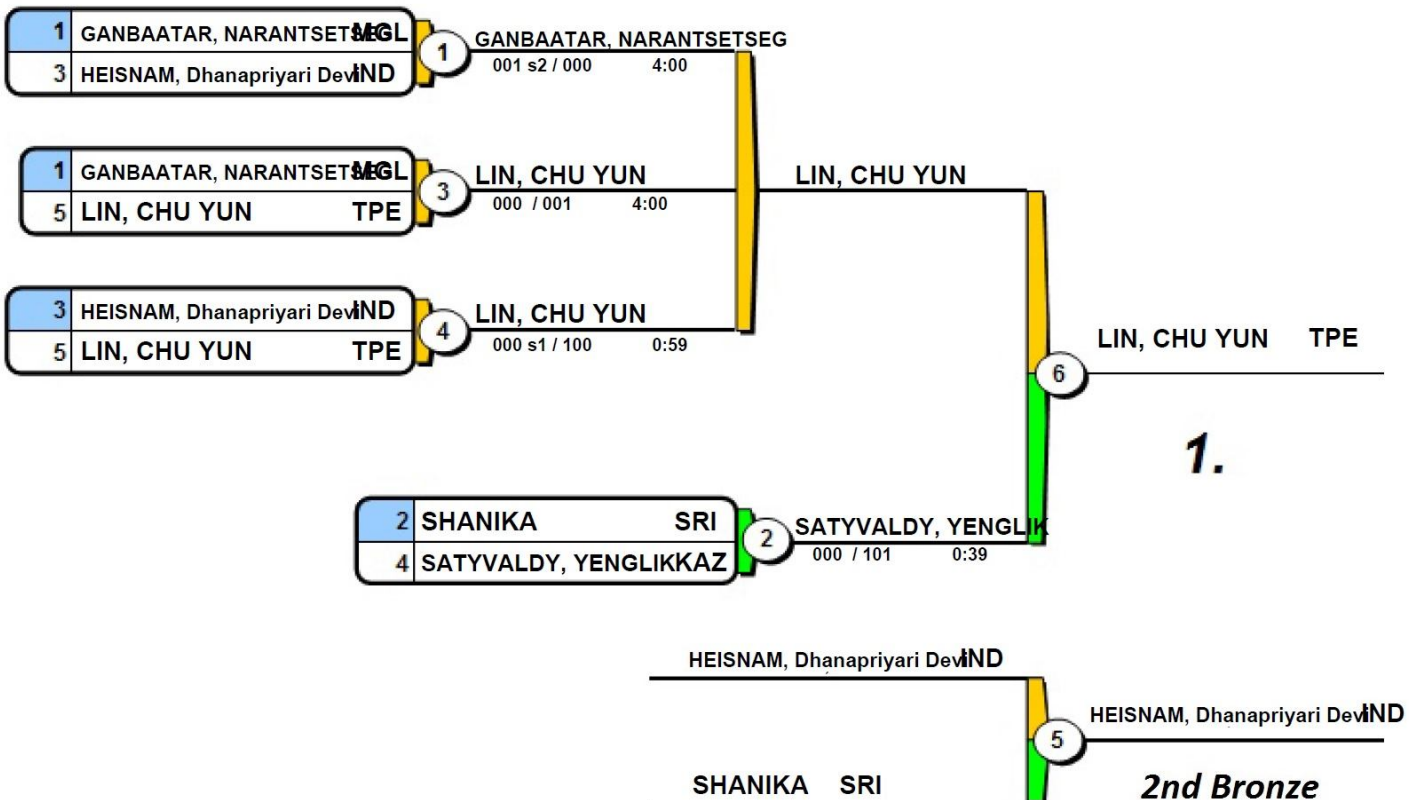 1 GANBAATAR, NARANTSETSEG MGL
3 HEISNAM, Dhanapriyari Devi IND
1 GANBAATAR, NARANTSETSEG
001 s2 / 000 4:00
1 GANBAATAR, NARANTSETSEG MGL
5 LIN, CHU YUN TPE
3 LIN, CHU YUN
000 / 001 4:00
LIN, CHU YUN
3 HEISNAM, Dhanapriyari Devi IND
5 LIN, CHU YUN TPE
4 LIN, CHU YUN
000 s1 / 100 0:59
6 LIN, CHU YUN TPE
1.
2 SHANIKA SRI
4 SATYVALDY, YENGLIK KAZ
2 SATYVALDY, YENGLIK
000 / 101 0:39
HEISNAM, Dhanapriyari Devi IND
5 HEISNAM, Dhanapriyari Devi IND
SHANIKA SRI
2nd Bronze